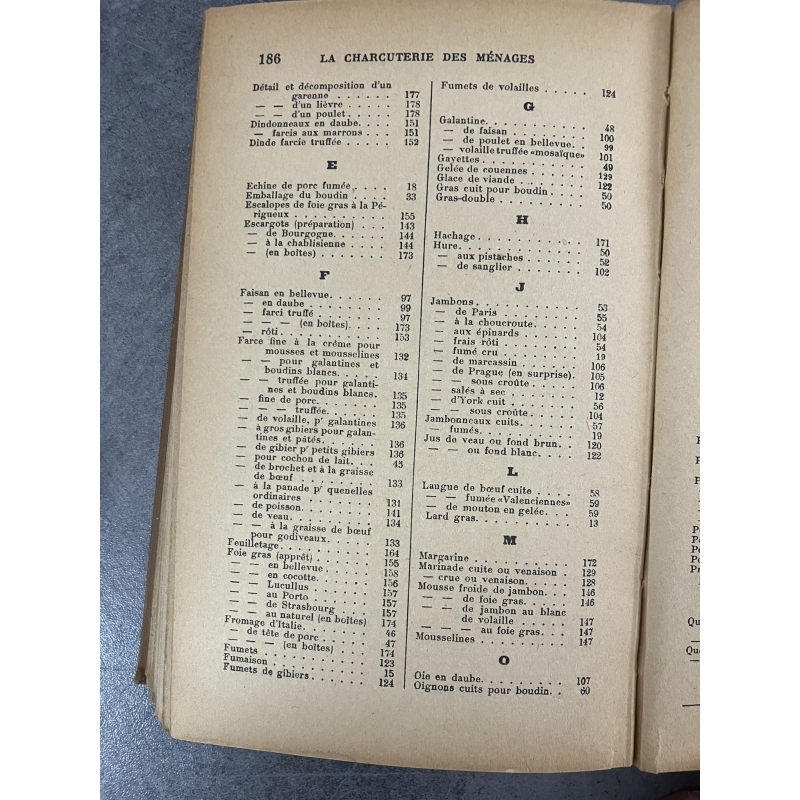 186 LA CHARCUTERIE DES MÉNAGES
Détail et décomposition d'un
garenne . . . . . . 177
— — d'un lièvre . . . . . 178
— — d'un poulet . . . . . 178
Dindonneaux en daube. . . . 151
— farcis aux marrons . . . 151
Dinde farcie truffée . . . . . 152
E
Echine de porc fumée, . . . . 18
Emballage du boudin . . . . 33
Escalopes de foie gras à la Pé-
rigueux . . . . . . . . . 155
Escargots (préparation) . . . 143
— de Bourgogne. . . . . . 144
— à la chablisienne . . . . 144
— (en boîtes) . . . . . . . 173
F
Faisan en bellevue. . . . . . 97
— en daube . . . . . . . 99
— farci truffé . . . . . . 97
— — — (en boîtes). . . . 173
— rôti. . . . . . . . . . 153
Farce fine à la crème pour
mousses et mousselines 132
— — pour galantines et
boudins blancs. . . . . 134
— — truffée pour galanti-
nes et boudins blancs. 135
— fine de porc. . . . . . 135
— — — truffée. . . . . 135
— de volaille, pr galantines 136
— à gros gibiers pour galan-
tines et pâtés. . . . . . 136
— de gibier pr petits gibiers 136
— pour cochon de lait. . . . 45
— de brochet et à la graisse
de bœuf . . . . . . . 133
— à la panade pr quenelles
ordinaires . . . . . . . 131
— de poisson. . . . . . . 141
— de veau. . . . . . . . 134
— — à la graisse de bœuf
pour godiveaux. . . . . 133
Feuilletage. . . . . . . . . . 164
Foie gras (apprêt) . . . . . . 155
— — en bellevue . . . . . 158
— — en cocotte. . . . . . 156
— — Lucullus . . . . . . 157
— — au Porto . . . . . . 157
— — de Strasbourg . . . . 157
— — au naturel (en boîtes) 174
Fromage d'Italie. . . . . . . 46
— de tête de porc . . . . . 47
— — — (en boîtes) . . . . 174
Fumets . . . . . . . . . . . 123
Fumaison . . . . . . . . . . 15
Fumets de gibiers. . . . . . . 124
Fumets de volailles . . . . . 124
G
Galantine. . . . . . . . . . . 48
— de faisan . . . . . . . . 100
— de poulet en bellevue. . . 99
— volaille truffée «mosaïque» 101
Gayettes . . . . . . . . . . . 49
Gelée de couennes . . . . . . 129
Glace de viande . . . . . . . 122
Gras cuit pour boudin . . . . 50
Gras-double . . . . . . . . . 50
H
Hachage . . . . . . . . . . . 171
Hure. . . . . . . . . . . . . 50
— aux pistaches . . . . . . 52
— de sanglier . . . . . . . 102
J
Jambons . . . . . . . . . . . 53
— de Paris . . . . . . . . 55
— à la choucroute. . . . . 54
— aux épinards . . . . . . 104
— frais rôti . . . . . . . . 54
— fumé cru . . . . . . . . 19
— de marcassin . . . . . . 106
— de Prague (en surprise). 105
— — sous croûte . . . . . 106
— salés à sec . . . . . . . 12
— d'York cuit . . . . . . . 56
— — sous croûte . . . . . 104
Jambonneaux cuits. . . . . . 57
— fumés. . . . . . . . . . 19
Jus de veau ou fond brun. . . 120
— — ou fond blanc. . . . 122
L
Langue de bœuf cuite . . . . 58
— — fumée «Valenciennes» 59
— de mouton en gelée. . . 59
Lard gras. . . . . . . . . . . 13
M
Margarine . . . . . . . . . . 172
Marinade cuite ou venaison . 129
— crue ou venaison. . . . . 128
Mousse froide de jambon. . . 146
— — de foie gras. . . . . 146
— — de jambon au blanc
de volaille . . . . . . 147
— — — au foie gras. . . 147
Mousselines . . . . . . . . . 147
O
Oie en daube. . . . . . . . . 107
Oignons cuits pour boudin. . 60